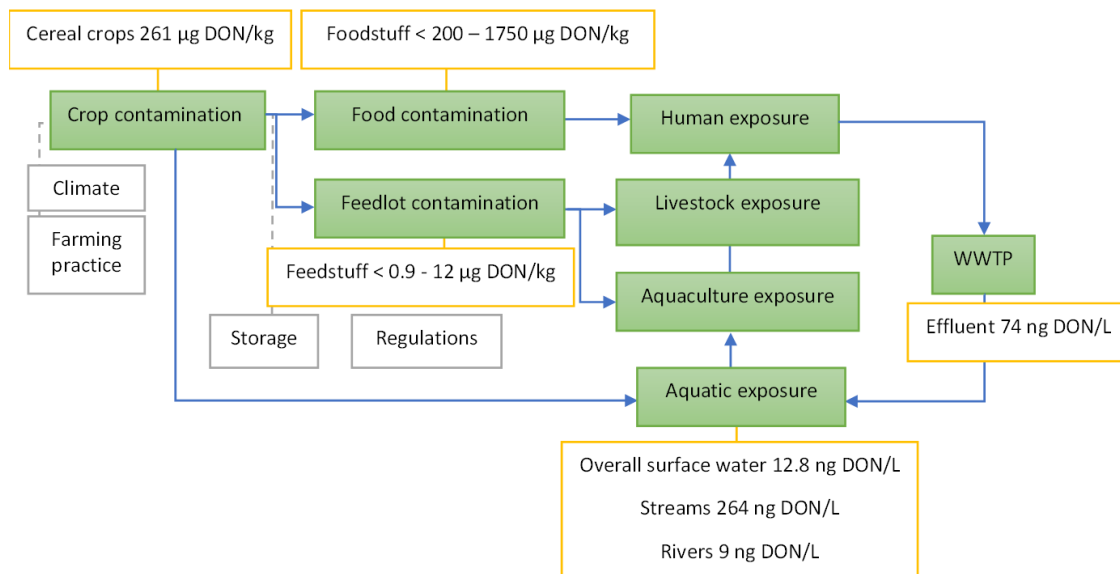 Cereal crops 261 µg DON/kg
Foodstuff < 200 – 1750 µg DON/kg
Crop contamination
Food contamination
Human exposure
Climate
Farming
practice
Feedlot contamination
Livestock exposure
Feedstuff < 0.9 - 12 µg DON/kg
Aquaculture exposure
WWTP
Storage
Regulations
Effluent 74 ng DON/L
Aquatic exposure
Overall surface water 12.8 ng DON/L
Streams 264 ng DON/L
Rivers 9 ng DON/L